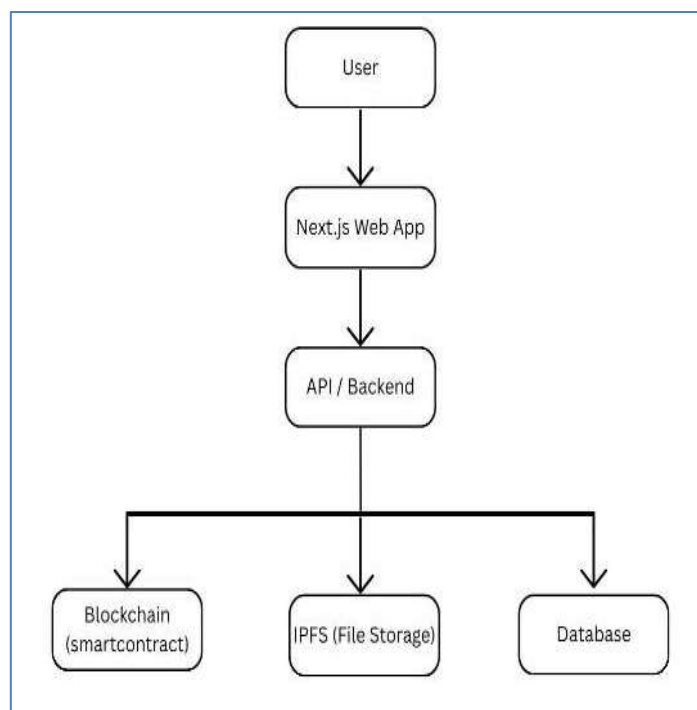 User
Next.js Web App
API / Backend
Blockchain
(smartcontract)
IPFS (File Storage)
Database